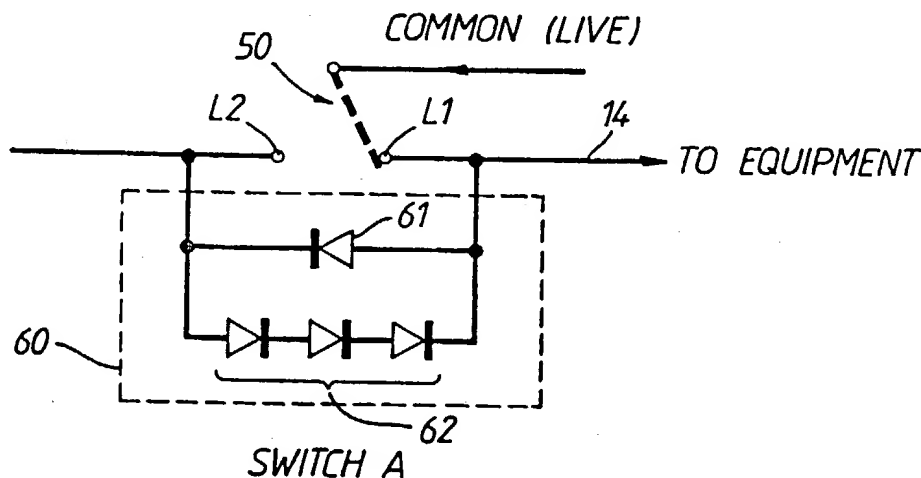 COMMON (LIVE)
50
L2
L1
14
TO EQUIPMENT
61
60
62
SWITCH A